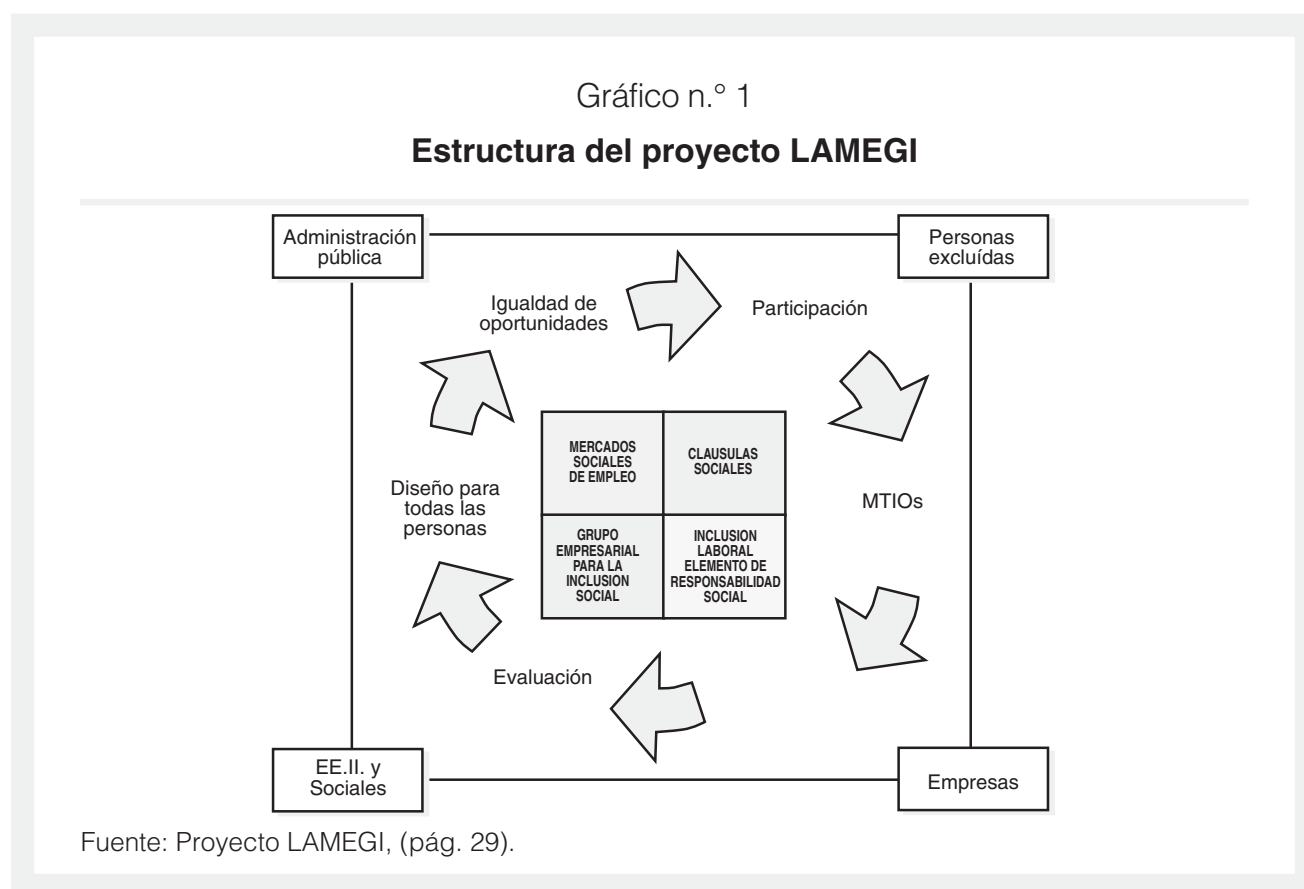 Gráfico n.° 1
Estructura del proyecto LAMEGI
Administración
pública
Personas
excluídas
Igualdad de
oportunidades
Participación
MERCADOS
SOCIALES
DE EMPLEO
CLAUSULAS
SOCIALES
Diseño para
todas las
personas
MTIOs
GRUPO
EMPRESARIAL
PARA LA
INCLUSION
SOCIAL
INCLUSION
LABORAL
ELEMENTO DE
RESPONSABILIDAD
SOCIAL
Evaluación
EE.II. y
Sociales
Empresas
Fuente: Proyecto LAMEGI, (pág. 29).